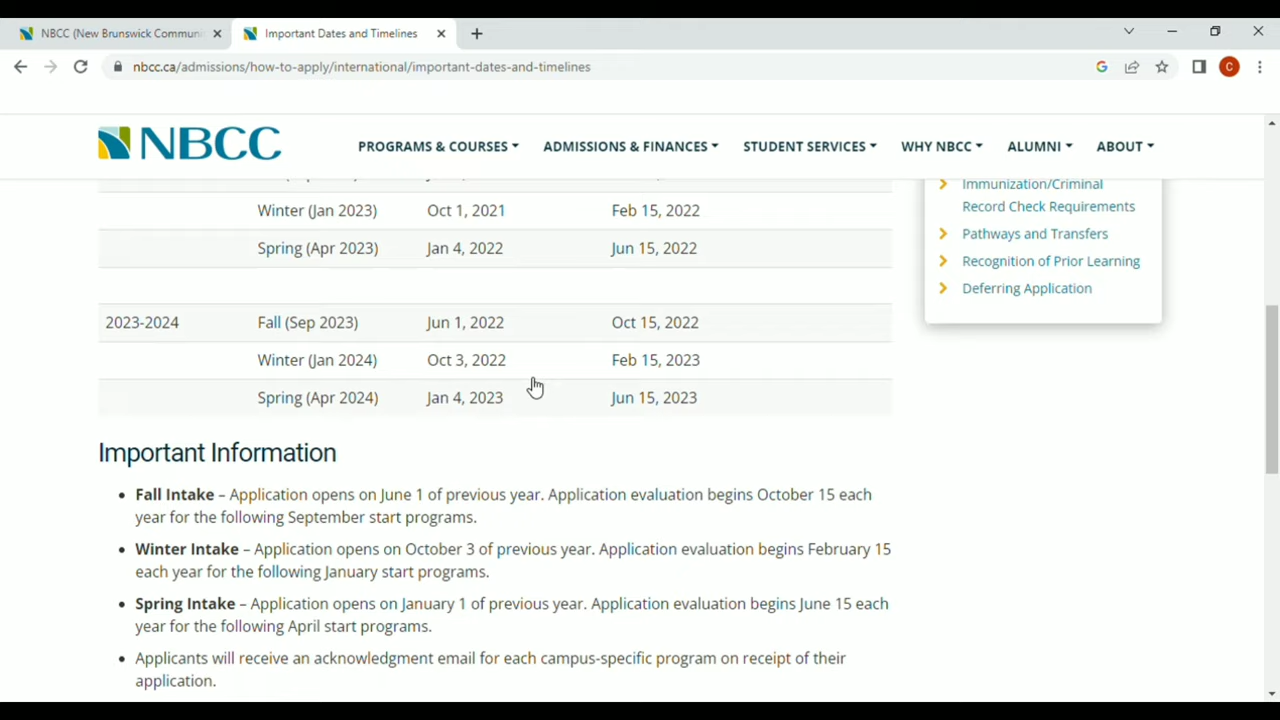 NBCC (New Brunswick Commun
Important Dates and Timelines
nbcc.ca/admissions/how-to-apply/international/important-dates-and-timelines
C
NBCC
PROGRAMS & COURSES
ADMISSIONS & FINANCES
STUDENT SERVICES
WHY NBCC
ALUMNI
ABOUT
Winter (Jan 2023) Oct 1, 2021 Feb 15, 2022
Spring (Apr 2023) Jan 4, 2022 Jun 15, 2022
2023-2024 Fall (Sep 2023) Jun 1, 2022 Oct 15, 2022
Winter (Jan 2024) Oct 3, 2022 Feb 15, 2023
Spring (Apr 2024) Jan 4, 2023 Jun 15, 2023
Immunization/Criminal
Record Check Requirements
Pathways and Transfers
Recognition of Prior Learning
Deferring Application
Important Information
• Fall Intake – Application opens on June 1 of previous year. Application evaluation begins October 15 each
year for the following September start programs.
• Winter Intake – Application opens on October 3 of previous year. Application evaluation begins February 15
each year for the following January start programs.
• Spring Intake – Application opens on January 1 of previous year. Application evaluation begins June 15 each
year for the following April start programs.
• Applicants will receive an acknowledgment email for each campus-specific program on receipt of their
application.